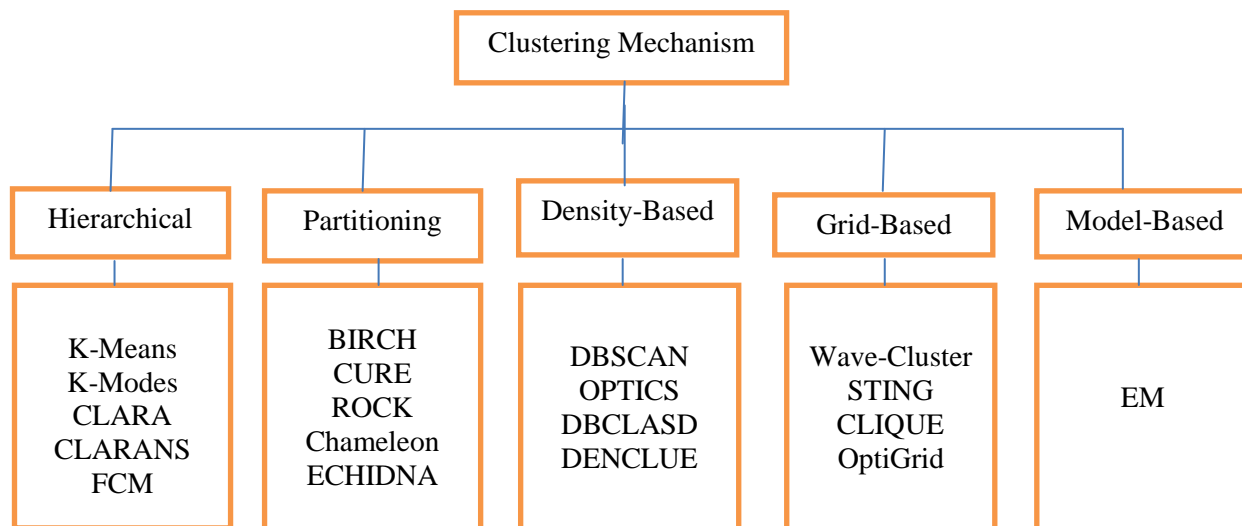 Clustering Mechanism
Hierarchical
Partitioning
Density-Based
Grid-Based
Model-Based
K-Means
K-Modes
CLARA
CLARANS
FCM
BIRCH
CURE
ROCK
Chameleon
ECHIDNA
DBSCAN
OPTICS
DBCLASD
DENCLUE
Wave-Cluster
STING
CLIQUE
OptiGrid
EM